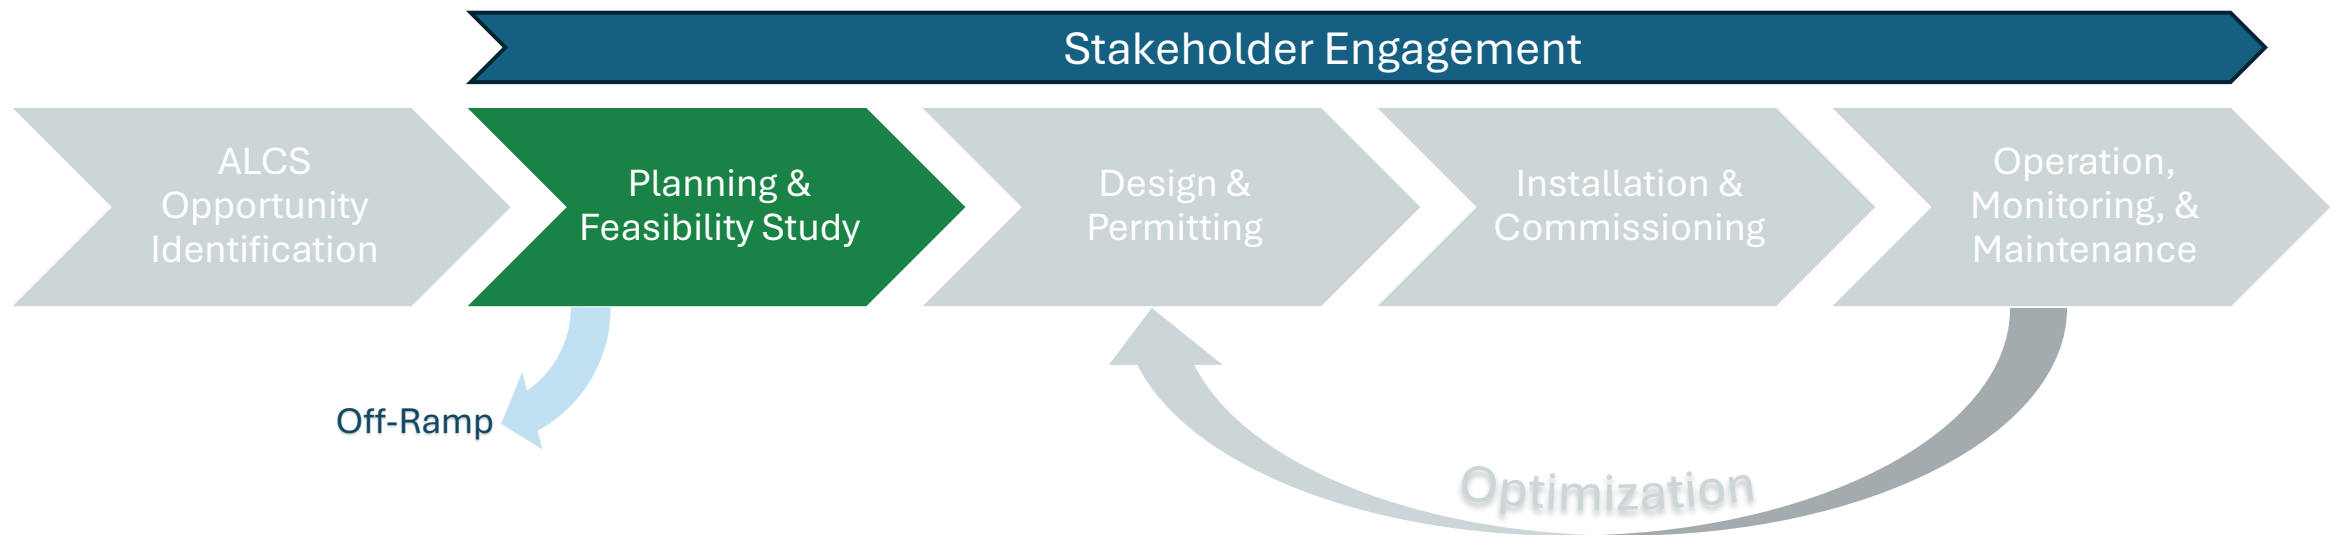 Stakeholder Engagement
ALCS
Opportunity
Identification
Planning &
Feasibility Study
Design &
Permitting
Installation &
Commissioning
Operation,
Monitoring, &
Maintenance
Off-Ramp
Optimization